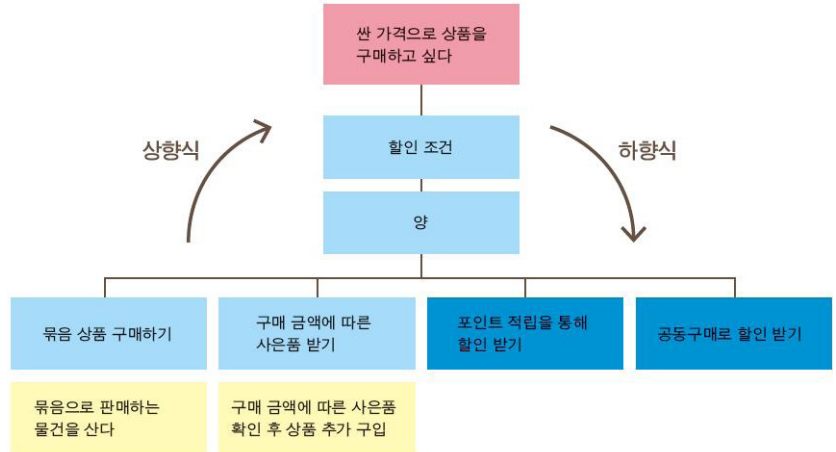 싼 가격으로 상품을
구매하고 싶다
상향식
할인 조건
하향식
양
묶음 상품 구매하기
구매 금액에 따른
사은품 받기
포인트 적립을 통해
할인 받기
공동구매로 할인 받기
묶음으로 판매하는
물건을 산다
구매 금액에 따른 사은품
확인 후 상품 추가 구입